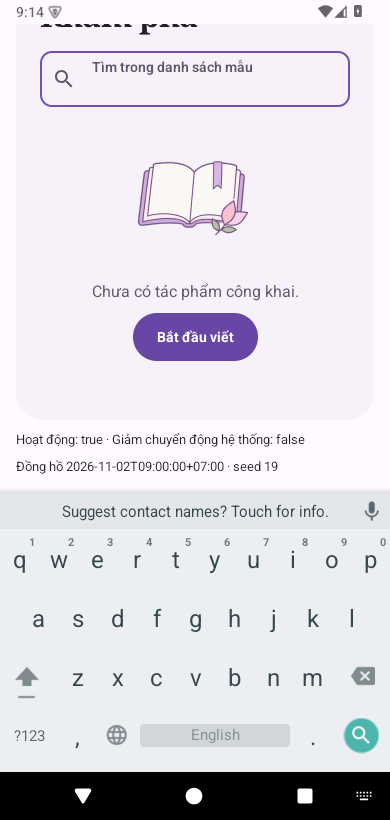 9:14
Khám phá
Tìm trong danh sách mẫu
Chưa có tác phẩm công khai.
Bắt đầu viết
Hoạt động: true · Giảm chuyển động hệ thống: false
Đồng hồ 2026-11-02T09:00:00+07:00 · seed 19
Suggest contact names? Touch for info.
1 2 3 4 5 6 7 8 9 0
q w e r t y u i o p
a s d f g h j k l
z x c v b n m
?123 , English .